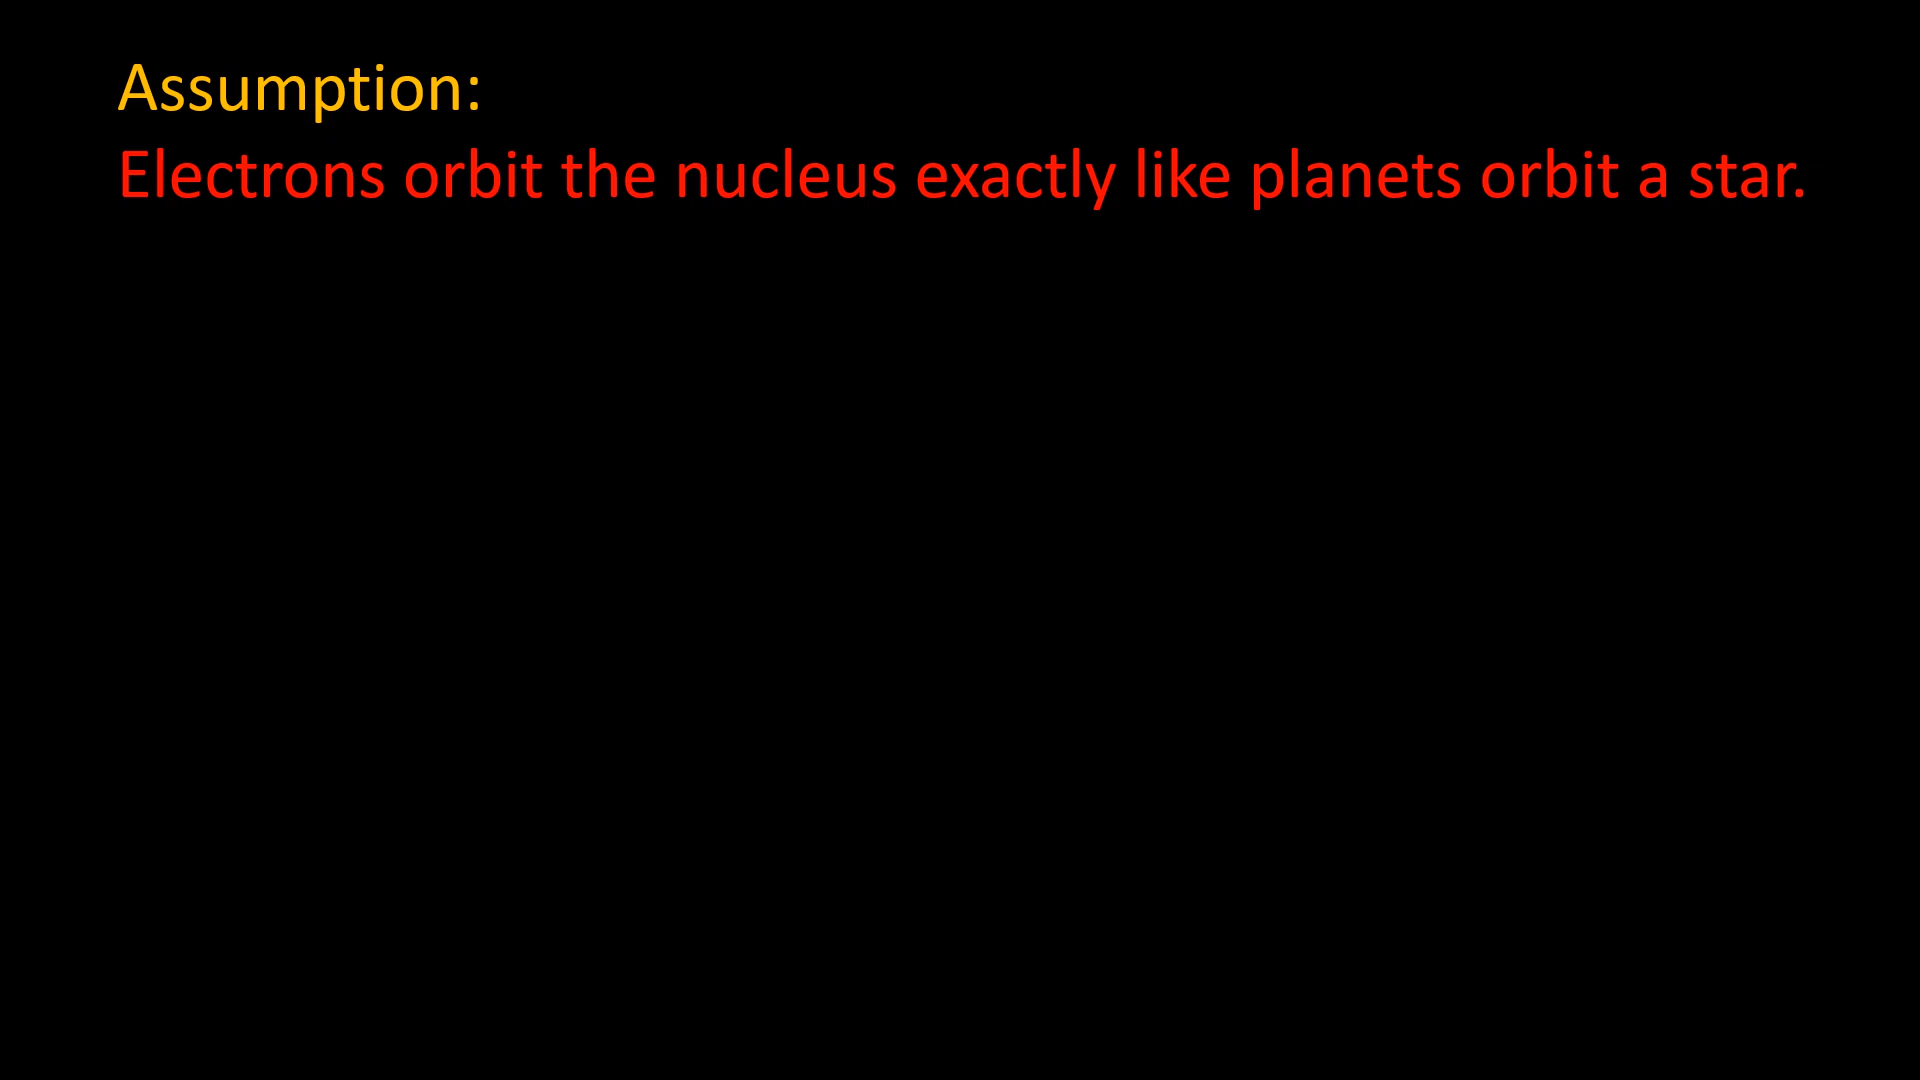 Assumption:
Electrons orbit the nucleus exactly like planets orbit a star.